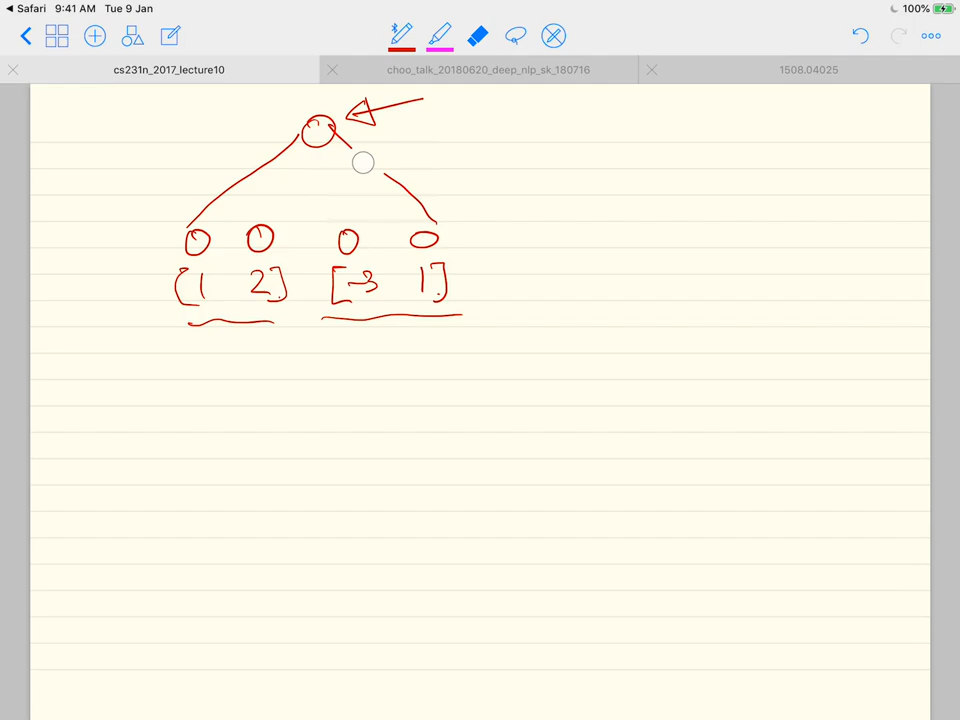 Safari 9:41 AM Tue 9 Jan 100%
cs231n_2017_lecture10 choo_talk_20180620_deep_nlp_sk_180716 1508.04025
[1 2] [-3 1]